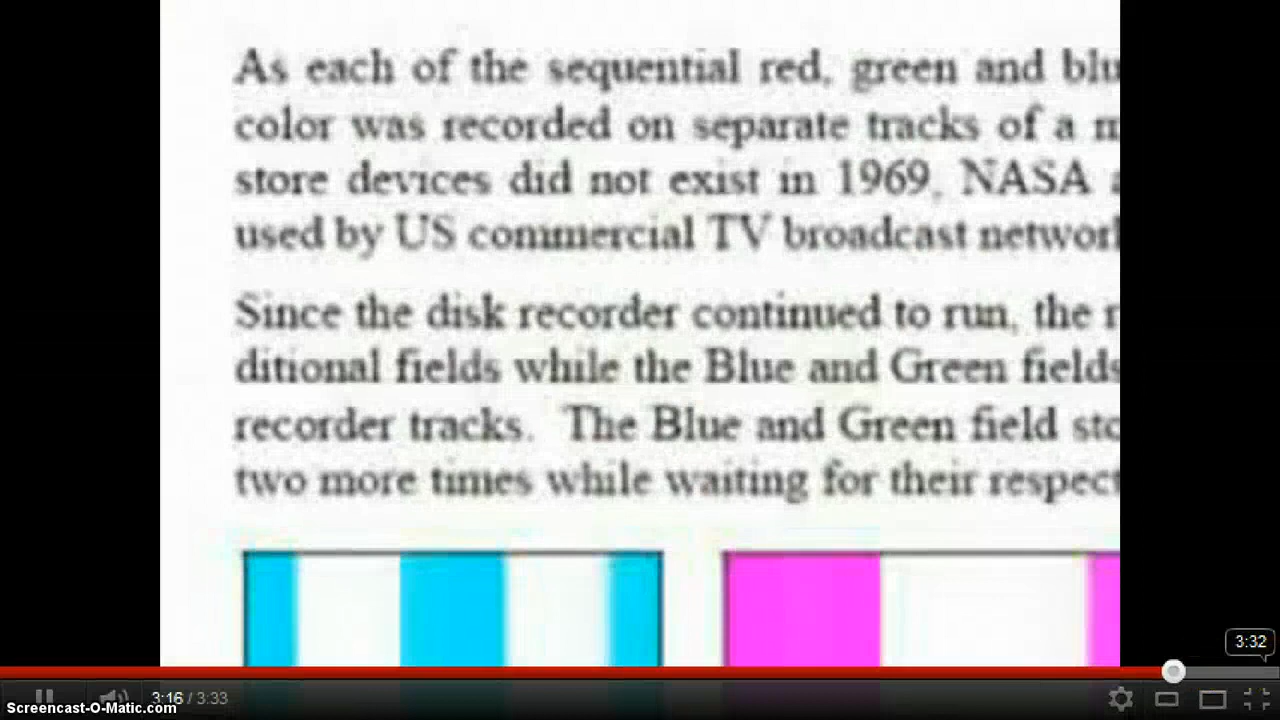 As each of the sequential red, green and blu
color was recorded on separate tracks of a m
store devices did not exist in 1969, NASA a
used by US commercial TV broadcast network
Since the disk recorder continued to run, the r
ditional fields while the Blue and Green fields
recorder tracks. The Blue and Green field sto
two more times while waiting for their respect
3:32
3:16 / 3:33
Screencast-O-Matic.com